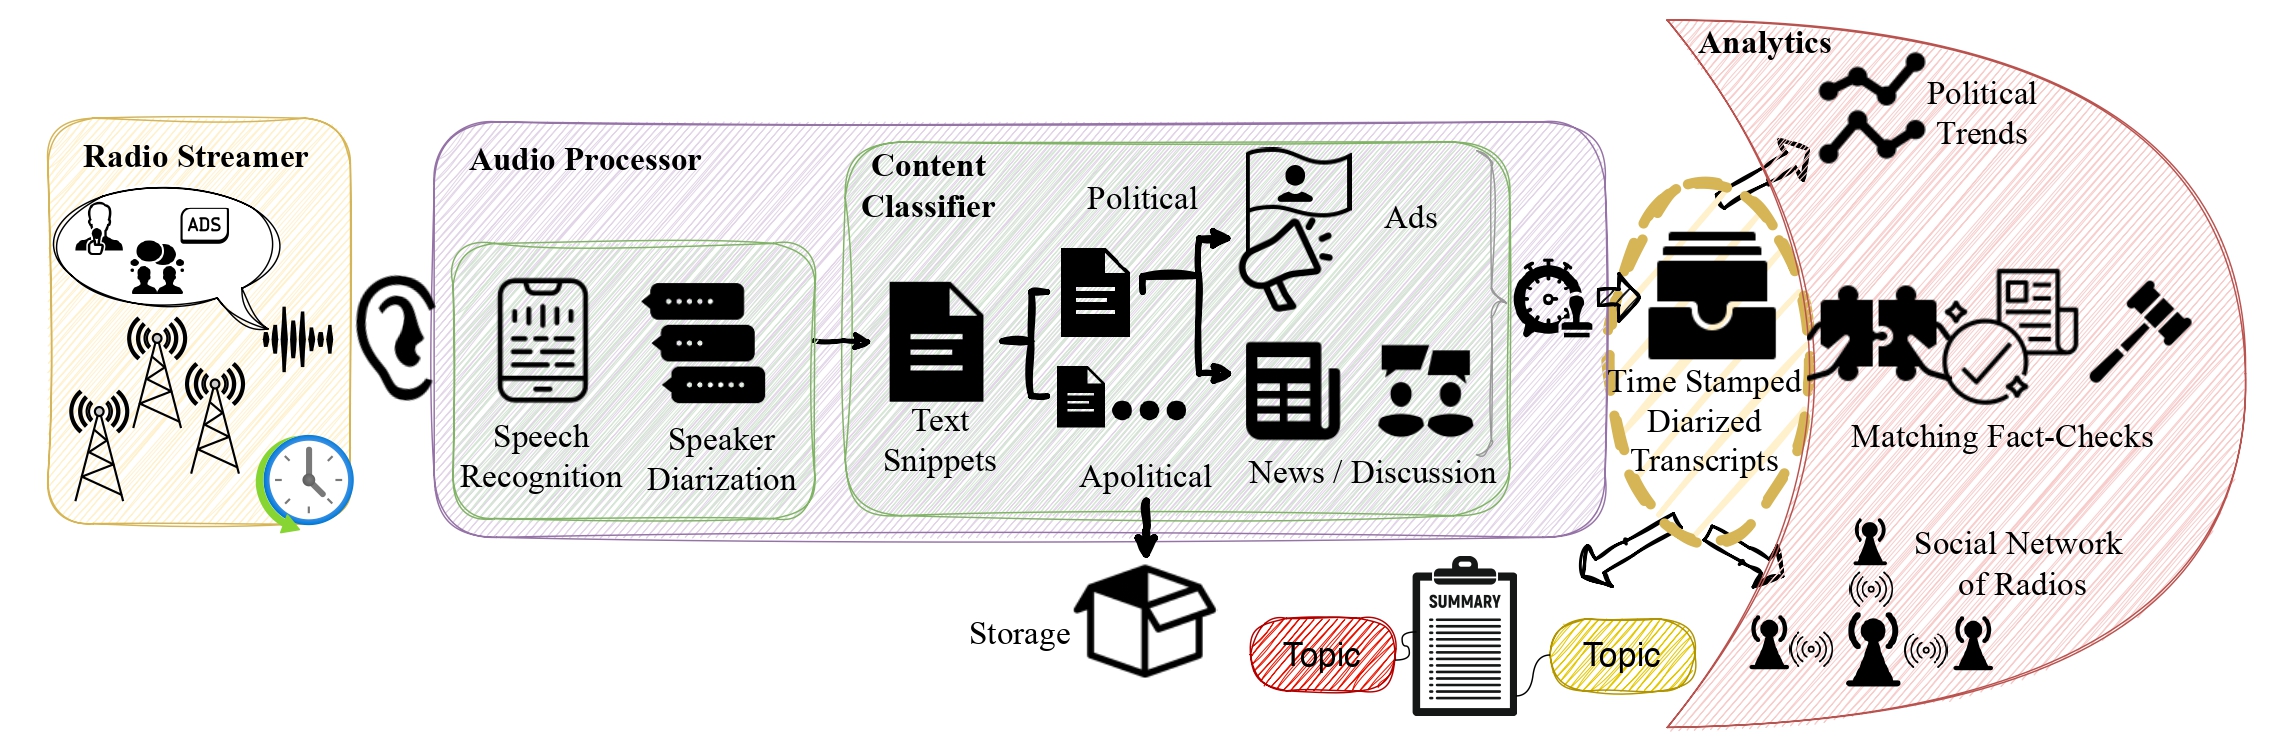 Radio Streamer
ADS
Audio Processor
Speech
Recognition
Speaker
Diarization
Content
Classifier
Text
Snippets
Political
Apolitical
Ads
News / Discussion
Storage
Time Stamped
Diarized
Transcripts
SUMMARY
Topic
Topic
Analytics
Political
Trends
Matching Fact-Checks
Social Network
of Radios